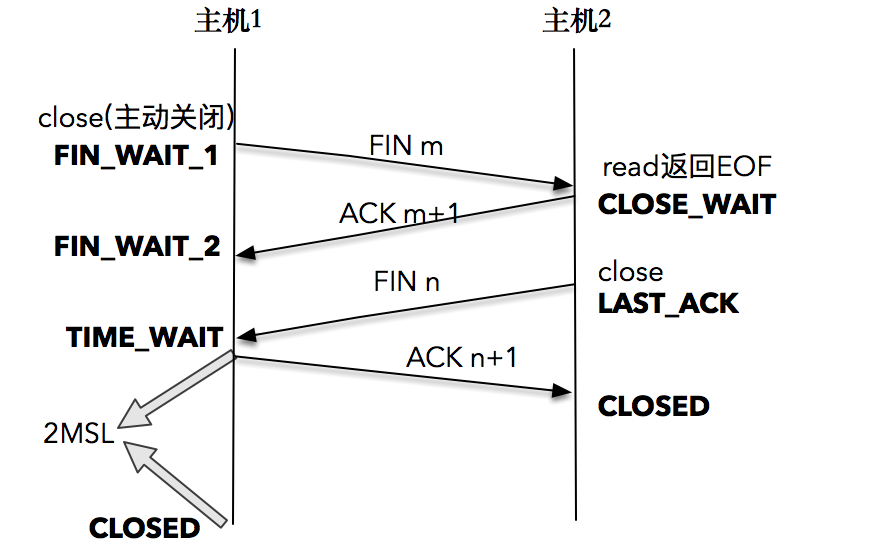 主机1
主机2
close(主动关闭)
FIN_WAIT_1
FIN m
read返回EOF
CLOSE_WAIT
ACK m+1
FIN_WAIT_2
FIN n
close
LAST_ACK
TIME_WAIT
ACK n+1
CLOSED
2MSL
CLOSED